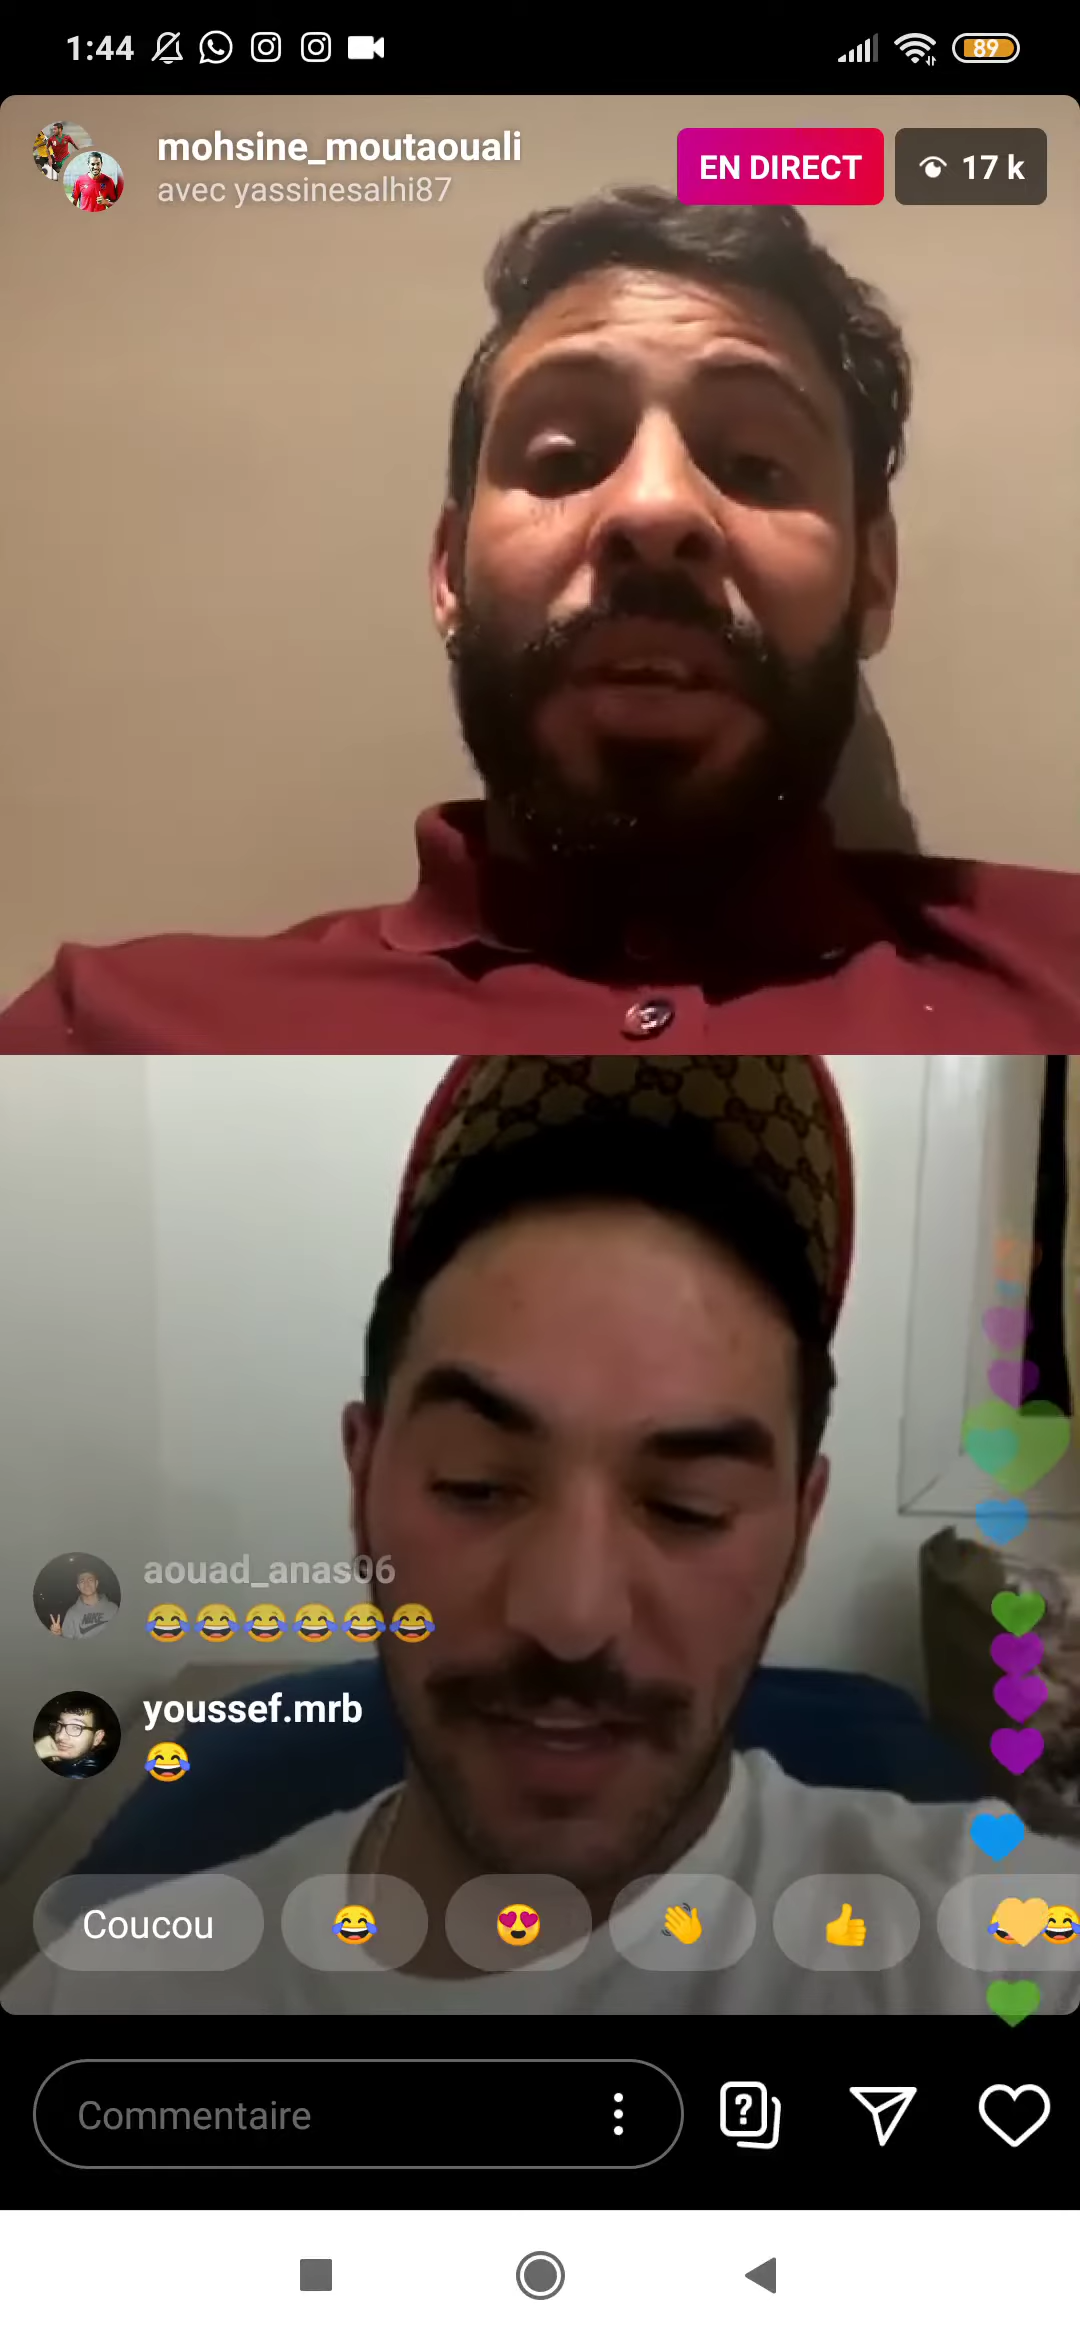 1:44
89
mohsine_moutaouali
avec yassinesalhi87
EN DIRECT
17 k
aouad_anas06
😂😂😂😂😂😂
youssef.mrb
😂
Coucou 😂 😍 👋 👍 😂😂
Commentaire